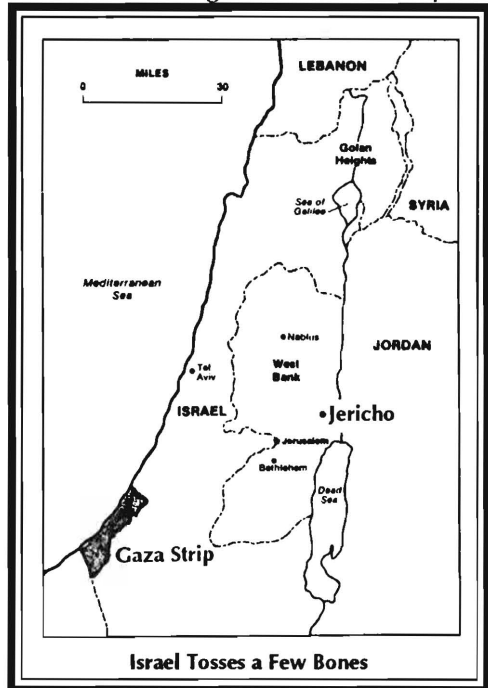 LEBANON
MILES
0 30
Golan
Heights
Sea of
Galilee
SYRIA
Mediterranean
Sea
Nablus
JORDAN
Tel
Aviv
West
Bank
ISRAEL
Jericho
Jerusalem
Bethlehem
Dead
Sea
Gaza Strip
Israel Tosses a Few Bones